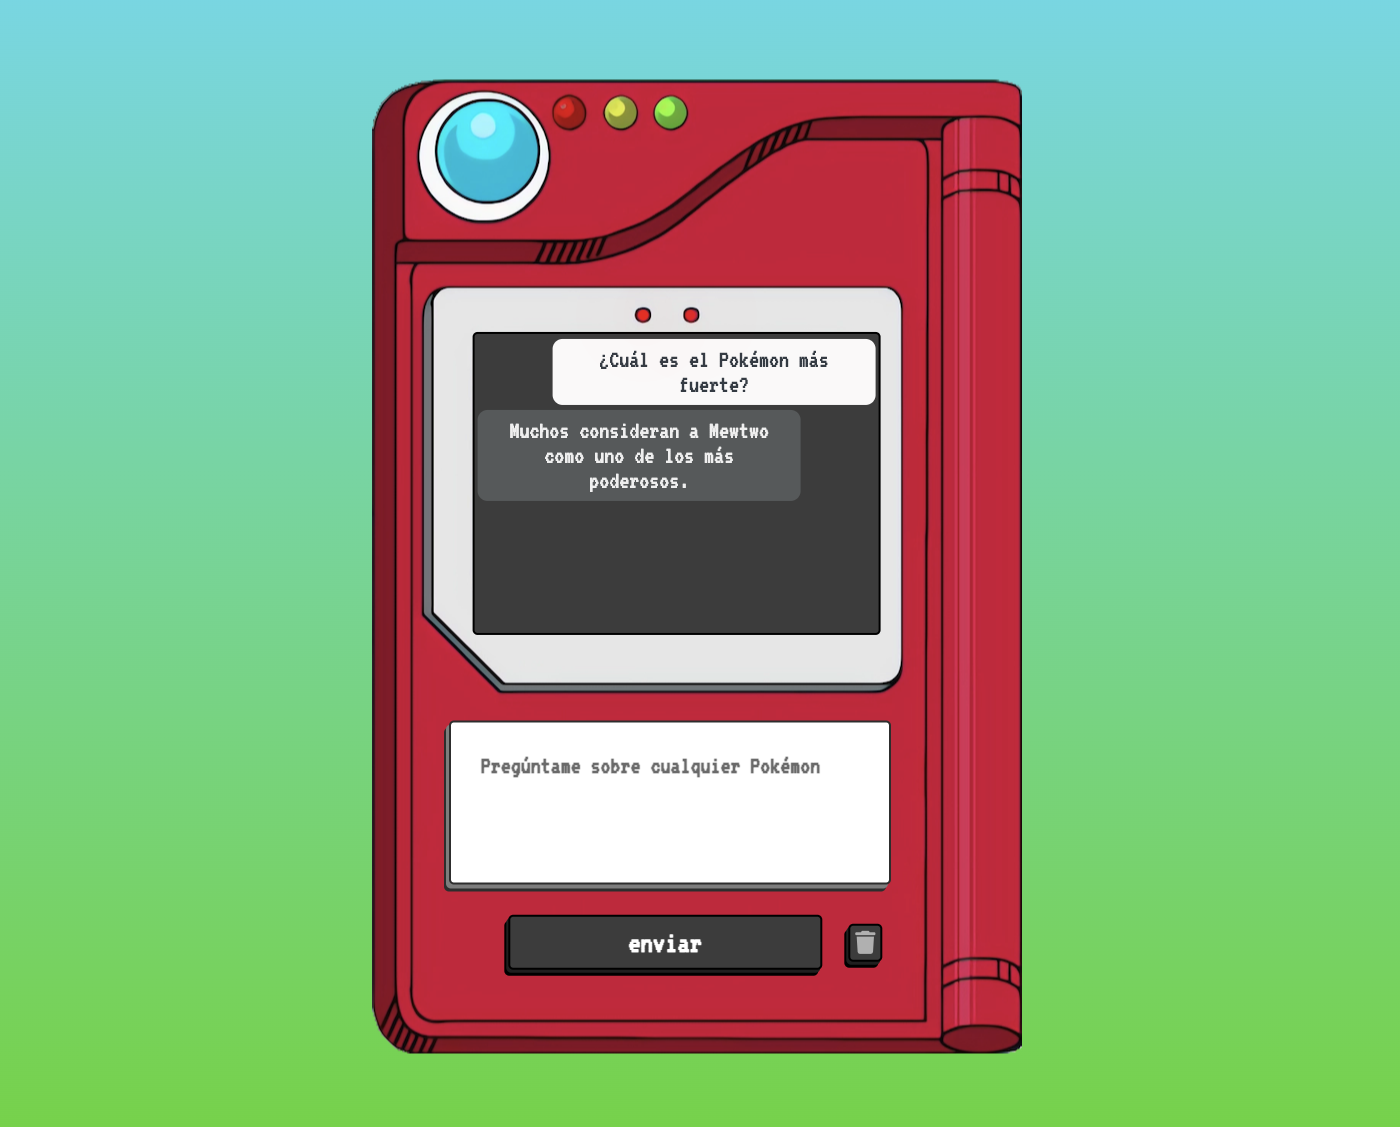 ¿Cuál es el Pokémon más
fuerte?
Muchos consideran a Mewtwo
como uno de los más
poderosos.
Pregúntame sobre cualquier Pokémon
enviar